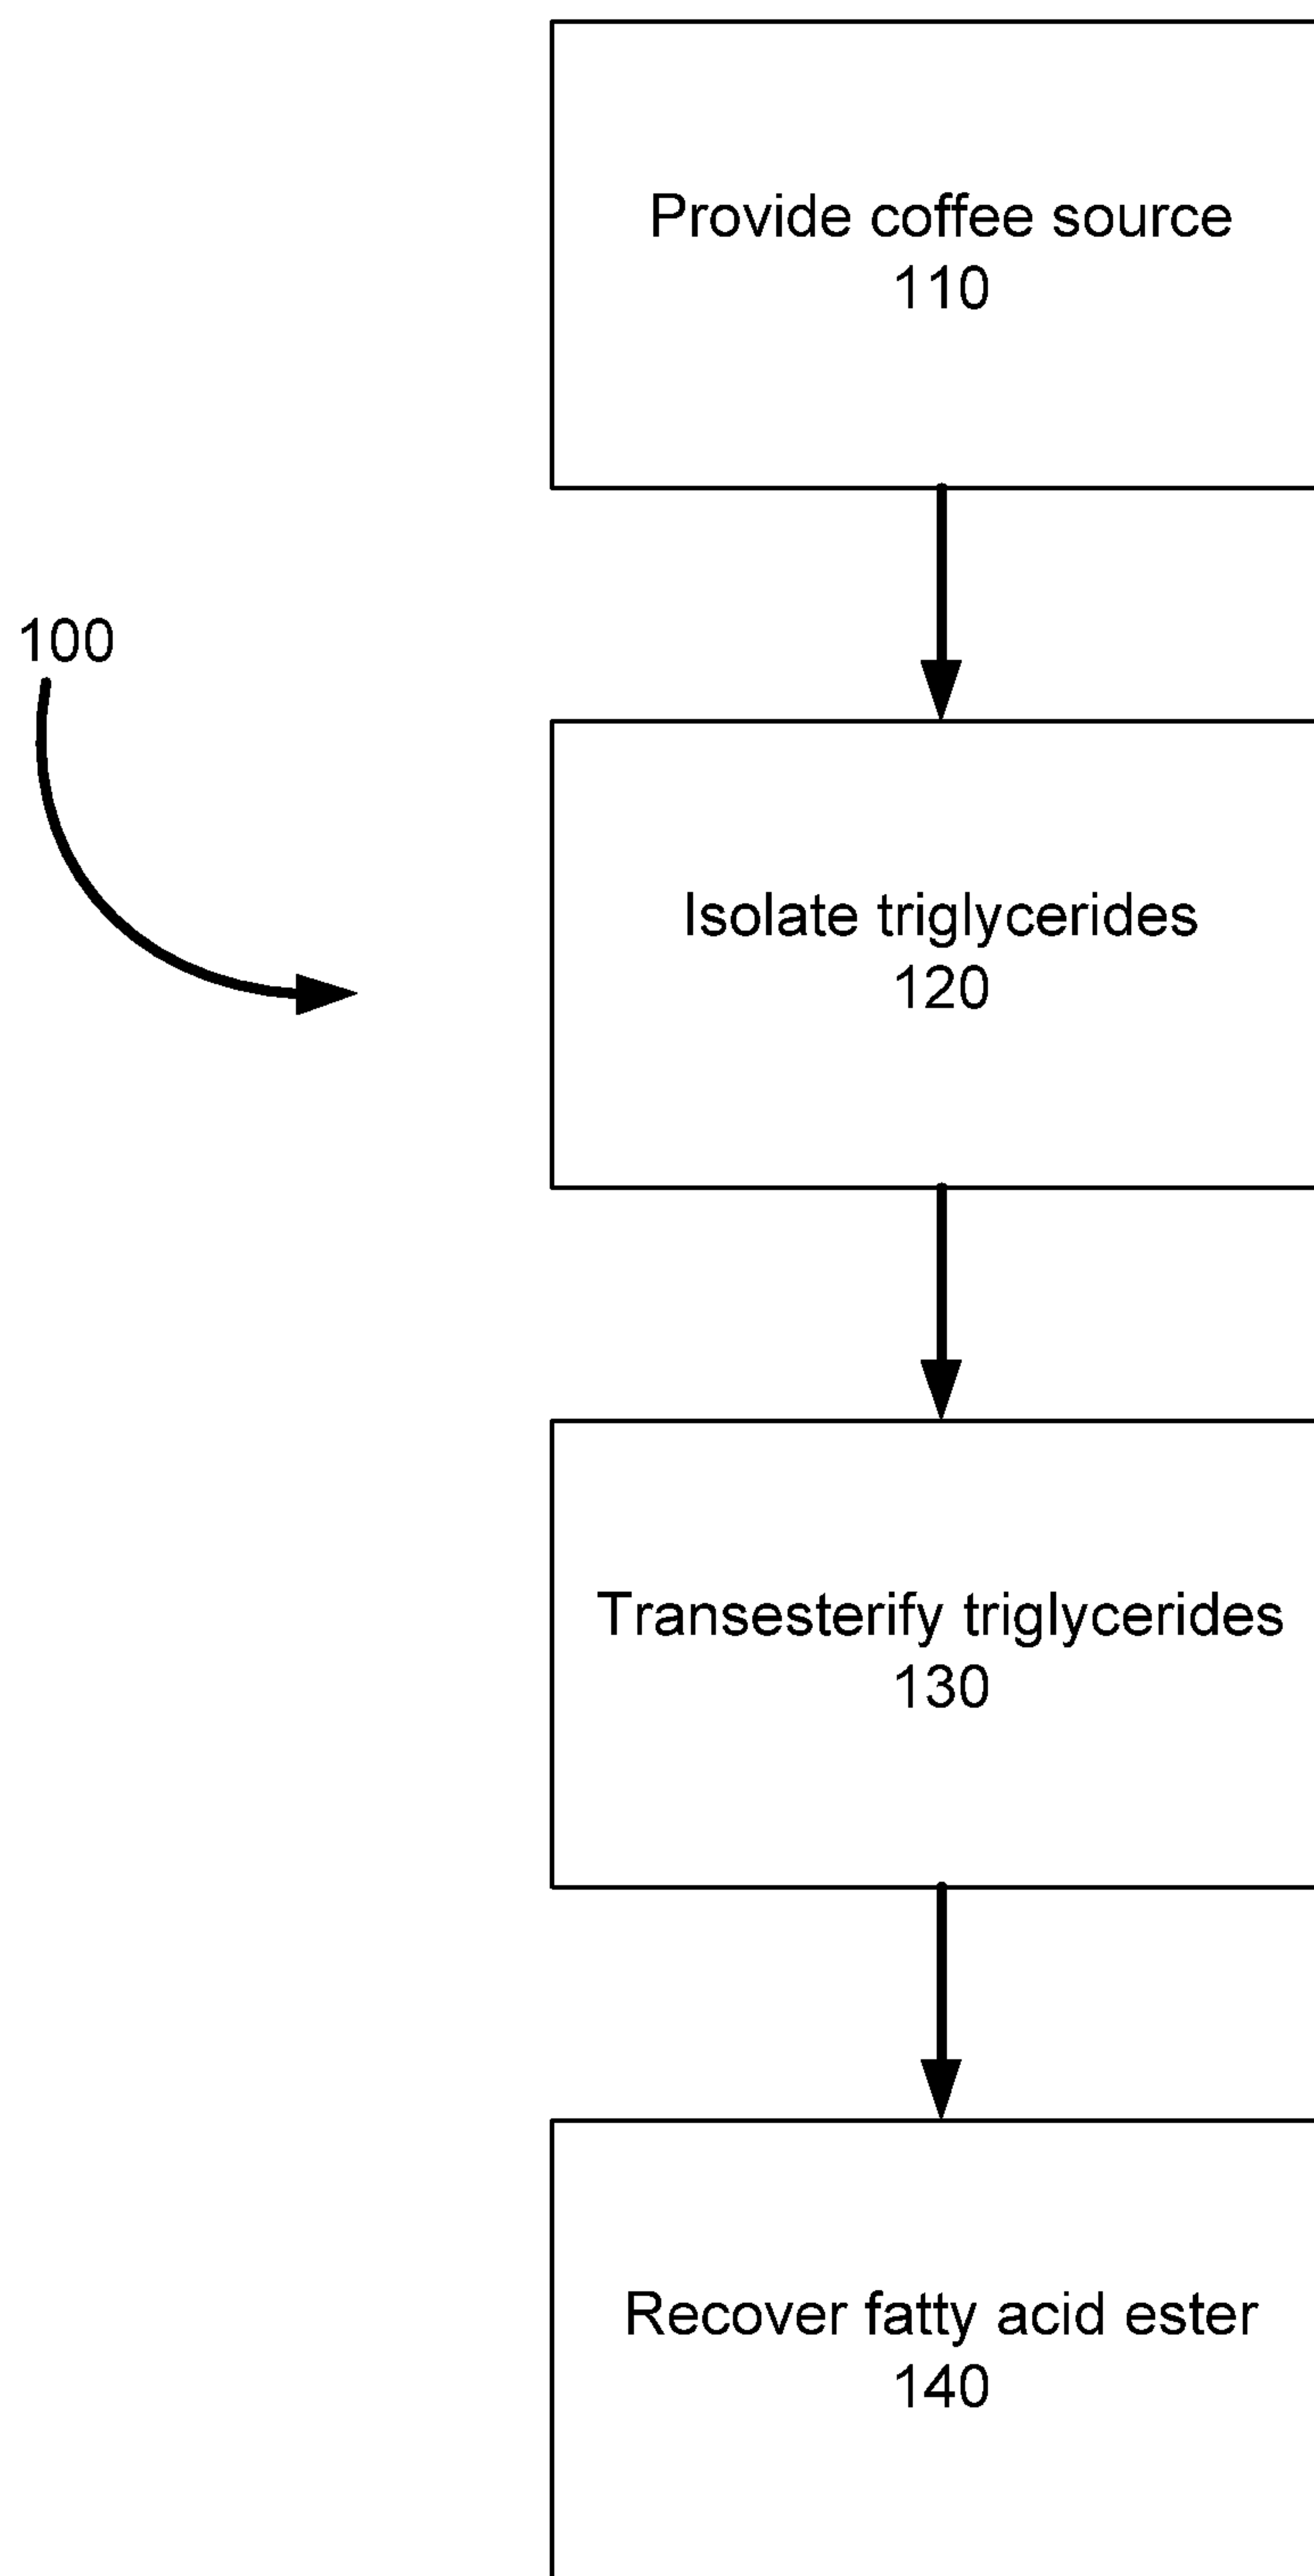 Provide coffee source
110
100
Isolate triglycerides
120
Transesterify triglycerides
130
Recover fatty acid ester
140